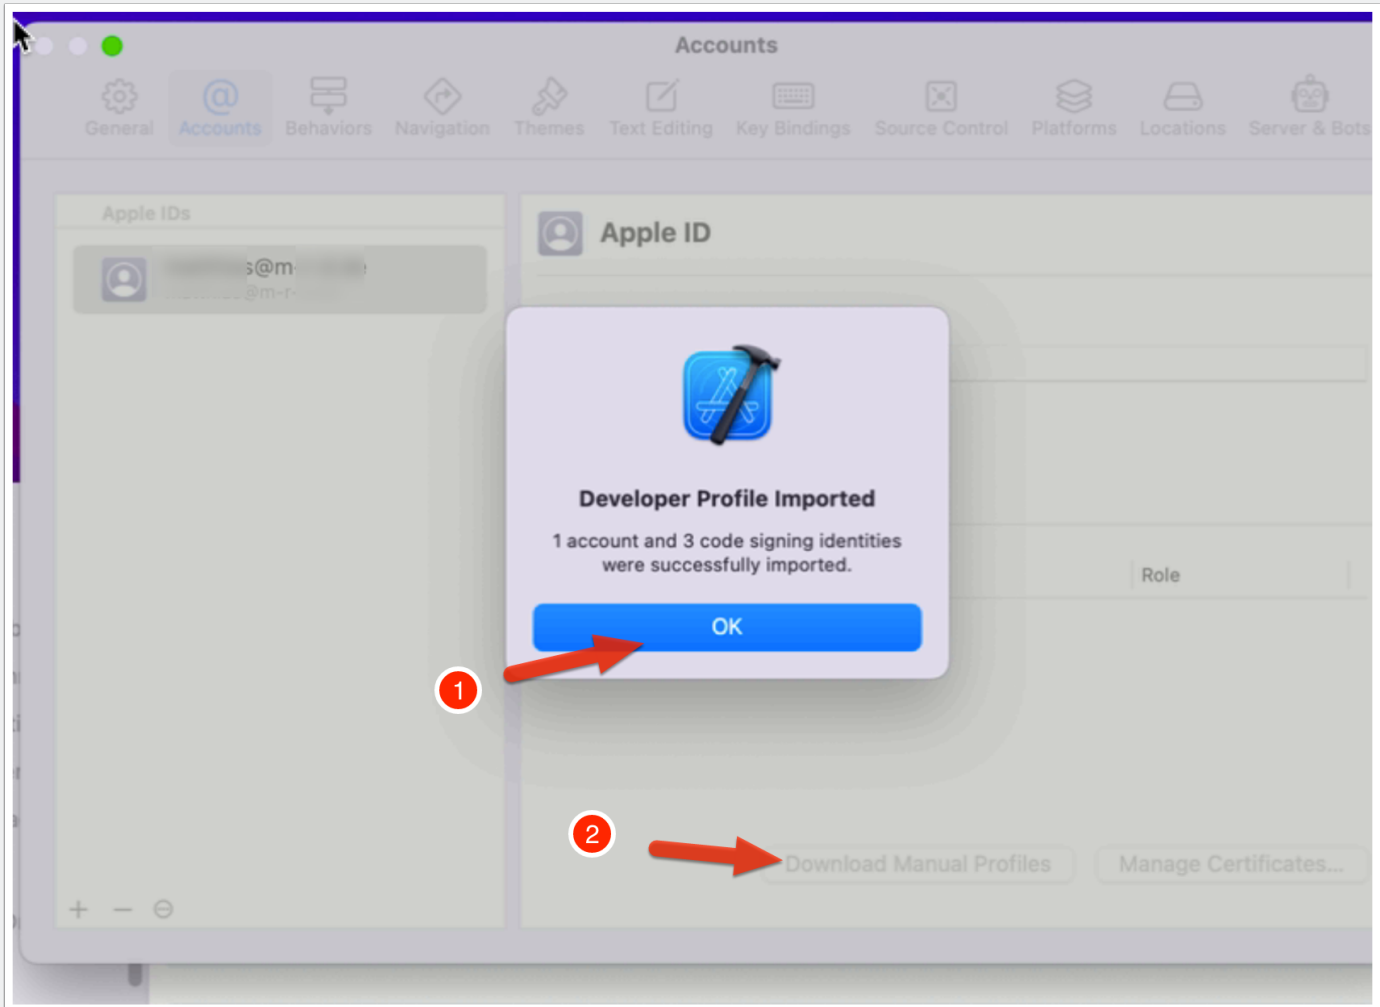 Accounts
General Accounts Behaviors Navigation Themes Text Editing Key Bindings Source Control Platforms Locations Server & Bots
Apple IDs
s@m-
@m-r-
Apple ID
Developer Profile Imported
1 account and 3 code signing identities
were successfully imported.
Role
OK
1
2
Download Manual Profiles
Manage Certificates...